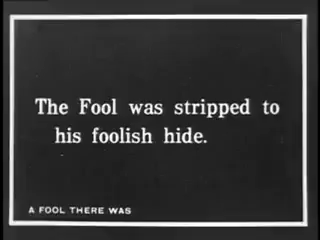 The Fool was stripped to
his foolish hide.
A FOOL THERE WAS